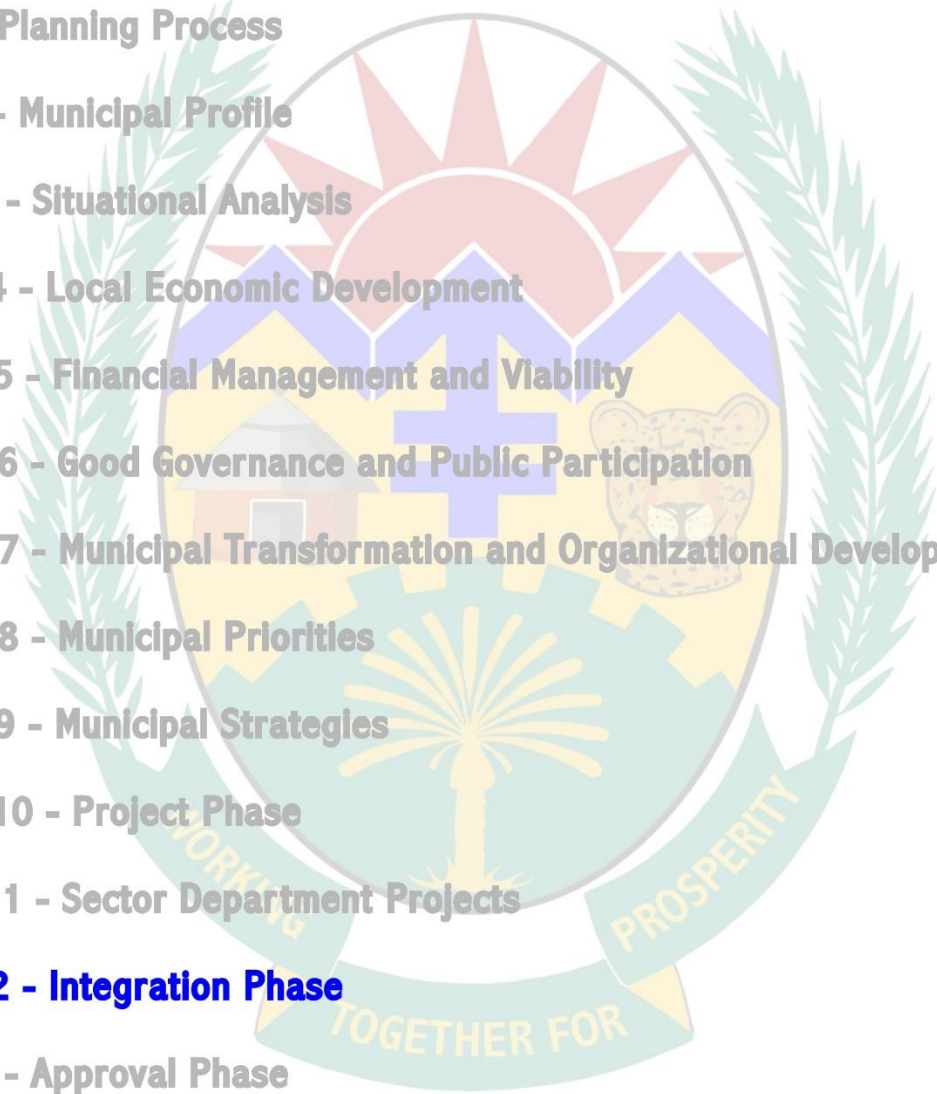 Planning Process
- Municipal Profile
- Situational Analysis
4 - Local Economic Development
5 - Financial Management and Viability
6 - Good Governance and Public Participation
7 - Municipal Transformation and Organizational Develop
8 - Municipal Priorities
9 - Municipal Strategies
10 - Project Phase
1 - Sector Department Projects
2 - Integration Phase
- Approval Phase
WORKING
TOGETHER FOR
PROSPERITY